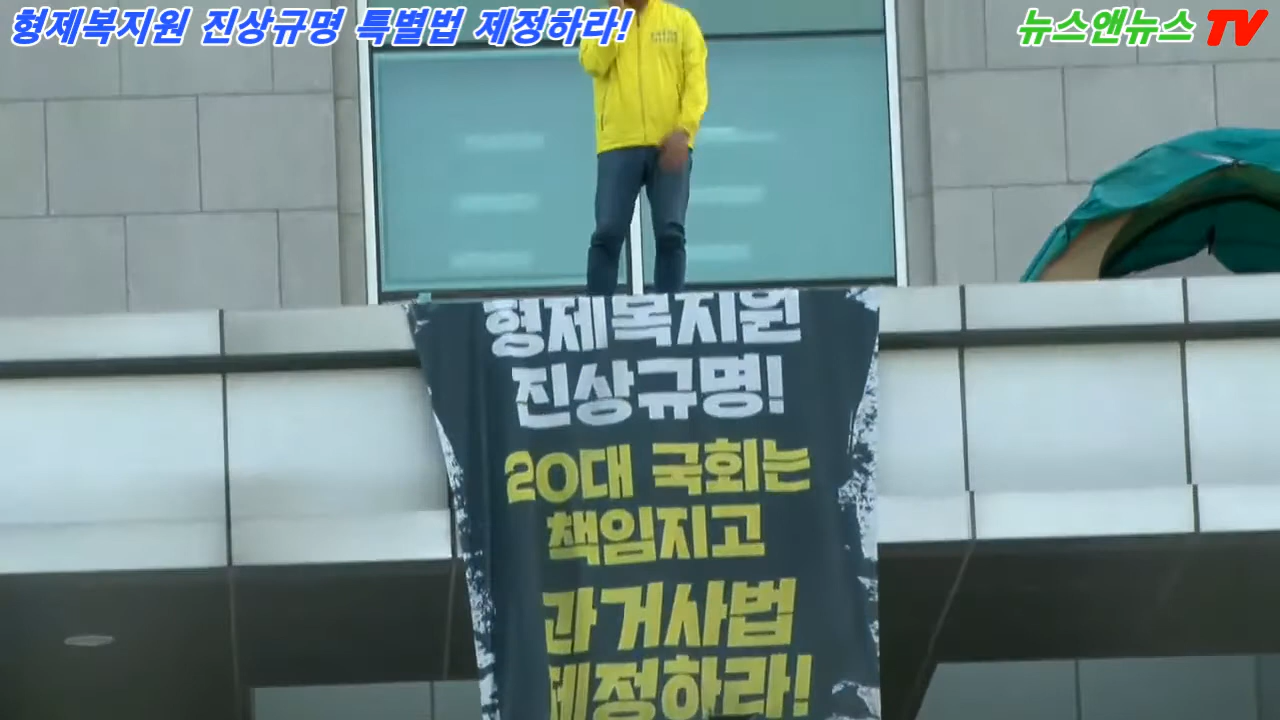 형제복지원 진상규명 특별법 제정하라!
뉴스앤뉴스 TV
형제복지원
진상규명!
20대 국회는
책임지고
과거사법
제정하라!